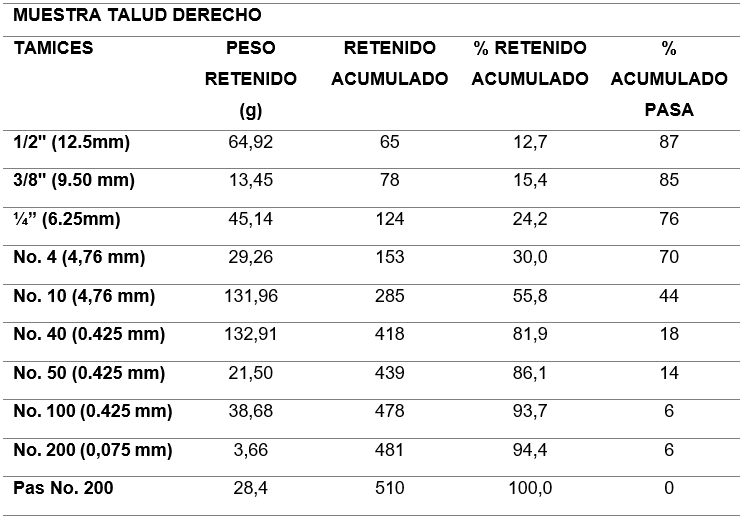 MUESTRA TALUD DERECHO
TAMICES PESO RETENIDO % RETENIDO %
RETENIDO ACUMULADO ACUMULADO ACUMULADO
(g) PASA
1/2" (12.5mm) 64,92 65 12,7 87
3/8" (9.50 mm) 13,45 78 15,4 85
¼” (6.25mm) 45,14 124 24,2 76
No. 4 (4,76 mm) 29,26 153 30,0 70
No. 10 (4,76 mm) 131,96 285 55,8 44
No. 40 (0.425 mm) 132,91 418 81,9 18
No. 50 (0.425 mm) 21,50 439 86,1 14
No. 100 (0.425 mm) 38,68 478 93,7 6
No. 200 (0,075 mm) 3,66 481 94,4 6
Pas No. 200 28,4 510 100,0 0